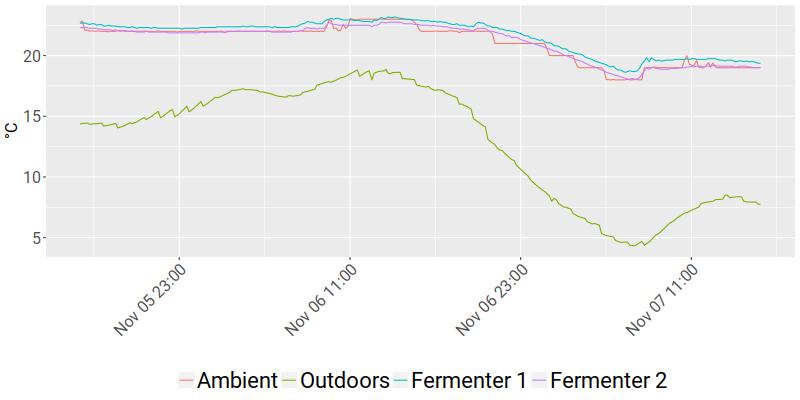 °C
20
15
10
5
Nov 05 23:00
Nov 06 11:00
Nov 06 23:00
Nov 07 11:00
Ambient Outdoors Fermenter 1 Fermenter 2